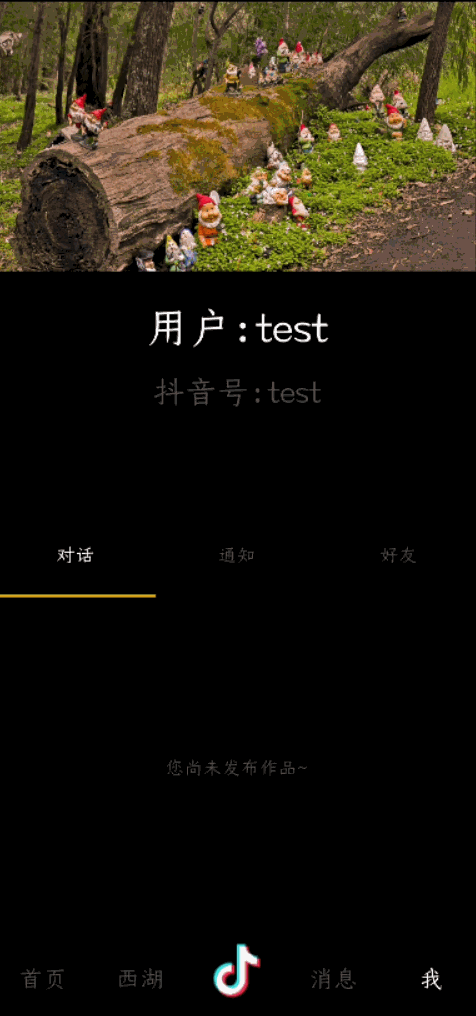 用户:test
抖音号:test
对话 通知 好友
您尚未发布作品~
首页 西湖 消息 我